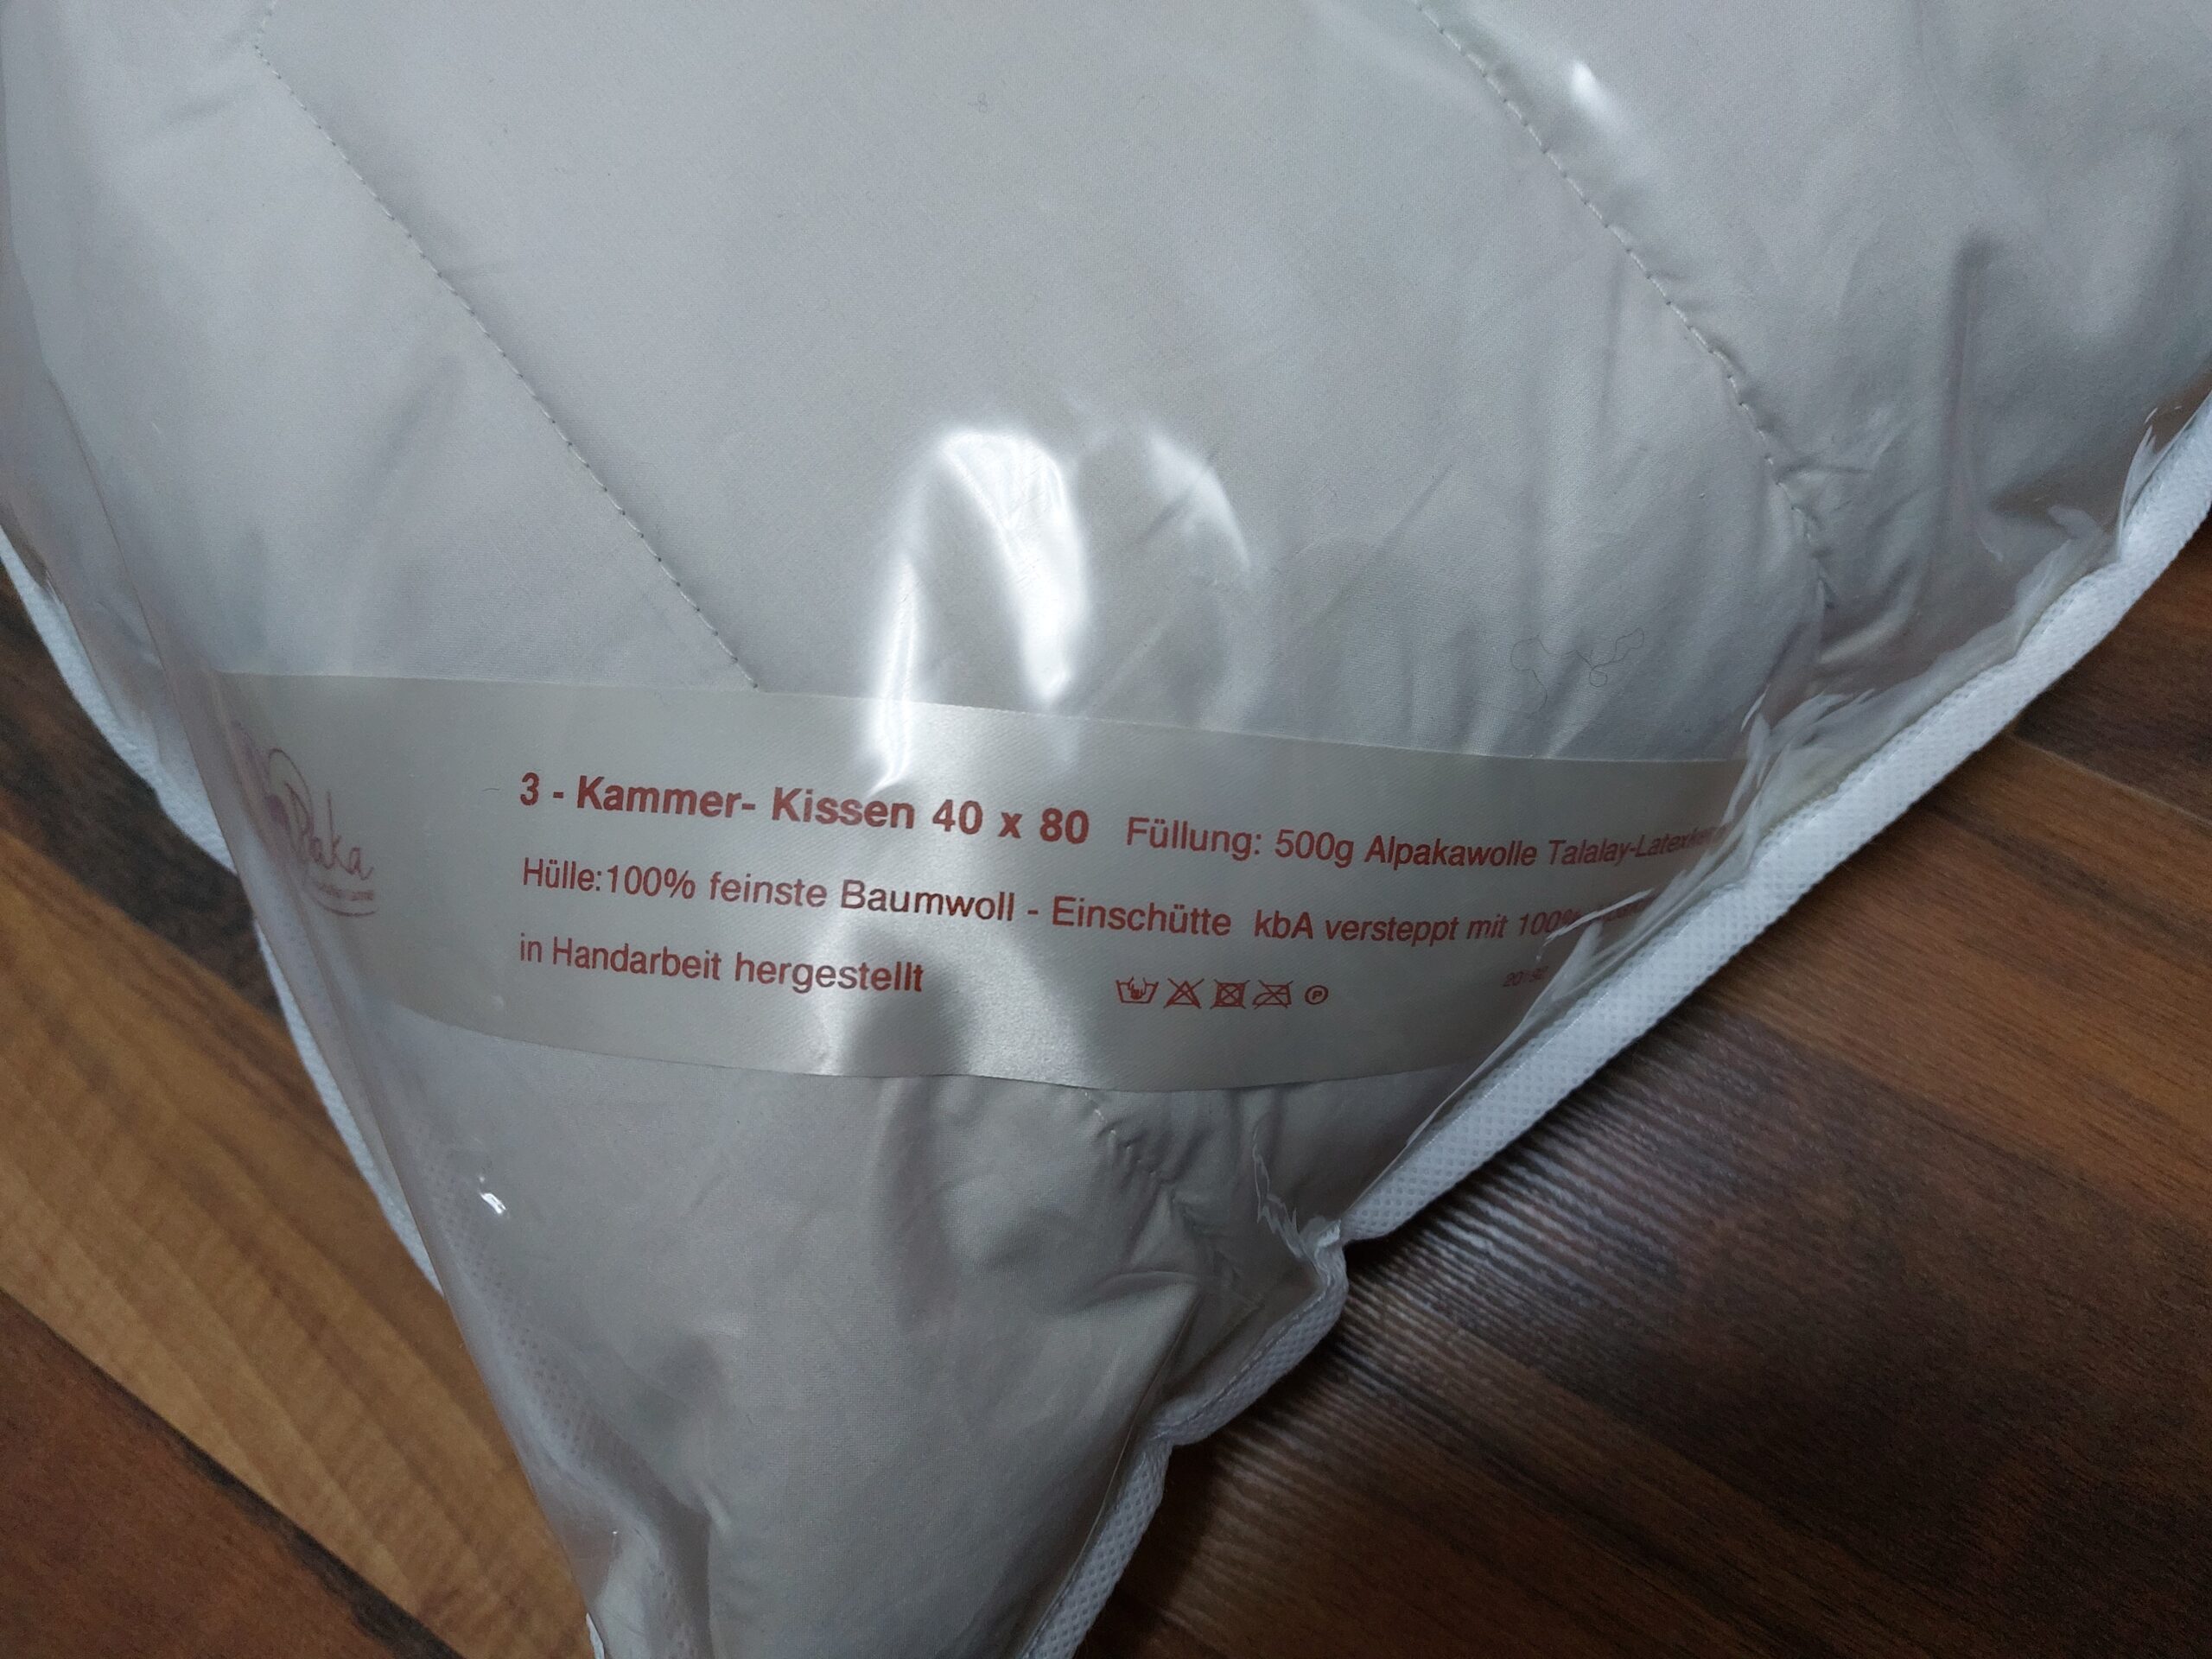 3 - Kammer- Kissen 40 x 80 Füllung: 500g Alpakawolle Talalay-Latex
Hülle:100% feinste Baumwoll - Einschütte kbA versteppt mit 100%
in Handarbeit hergestellt
P